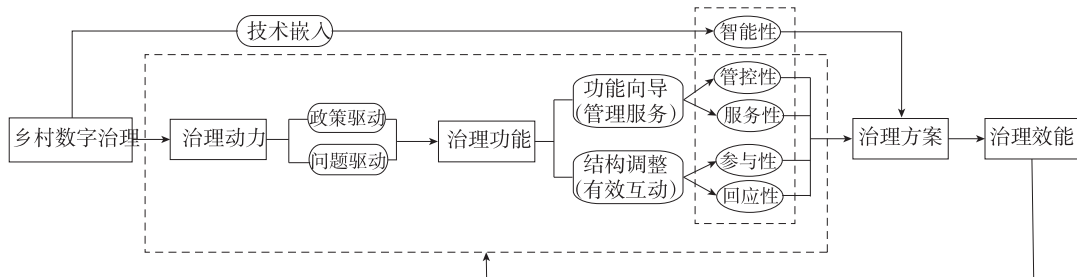 技术嵌入
智能性
乡村数字治理
治理动力
政策驱动
问题驱动
治理功能
功能向导
(管理服务)
结构调整
(有效互动)
管控性
服务性
参与性
回应性
治理方案
治理效能